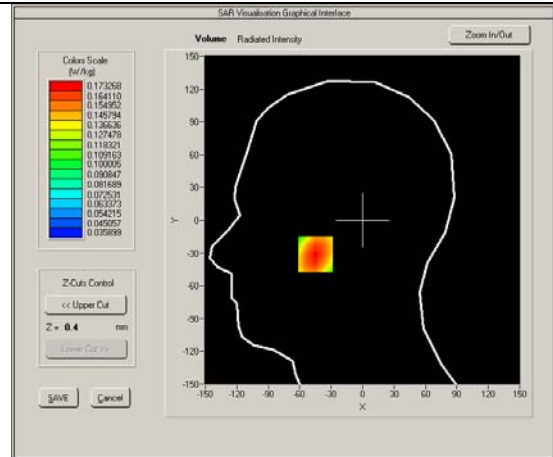 SAR Visualisation Graphical Interface
Volume Radiated Intensity
Zoom In/Out
Colors Scale
(W/kg)
0.173268
0.164110
0.154952
0.145794
0.136636
0.127479
0.118321
0.109163
0.100005
0.090847
0.081689
0.072531
0.063373
0.054215
0.045057
0.035899
Z-Cuts Control
<< Upper Cut
Z = 0.4 mm
Lower Cut >>
SAVE Cancel
150
120
90
60
30
0
-30
-60
-90
-120
-150
Y
-150 -120 -90 -60 -30 0 30 60 90 120 150
X